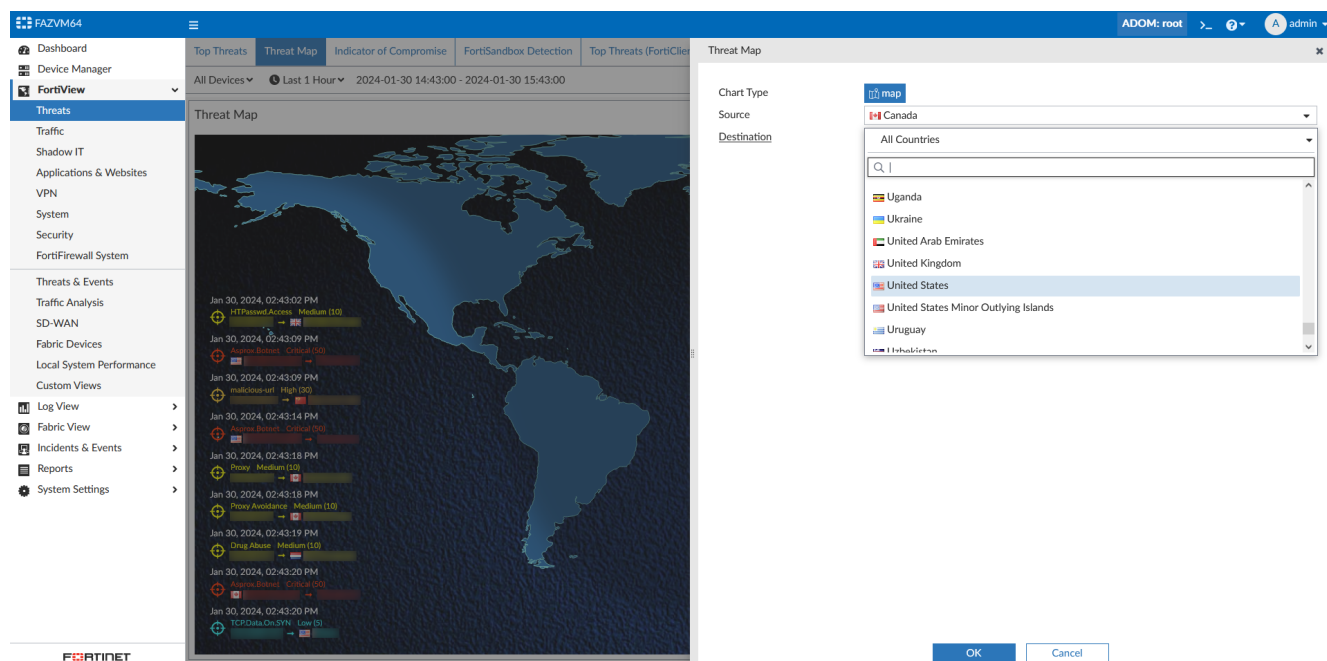 FAZVM64
ADOM: root
>_
A admin
Dashboard
Device Manager
FortiView
Threats
Traffic
Shadow IT
Applications & Websites
VPN
System
Security
FortiFirewall System
Threats & Events
Traffic Analysis
SD-WAN
Fabric Devices
Local System Performance
Custom Views
Log View
Fabric View
Incidents & Events
Reports
System Settings
FORTINET
Top Threats
Threat Map
Indicator of Compromise
FortiSandbox Detection
Top Threats (FortiClie
All Devices
Last 1 Hour
2024-01-30 14:43:00 - 2024-01-30 15:43:00
Threat Map
Jan 30, 2024, 02:43:02 PM
HTPasswd.Access Medium (10)
Jan 30, 2024, 02:43:09 PM
Asprox.Botnet Critical (50)
Jan 30, 2024, 02:43:09 PM
malicious-url High (30)
Jan 30, 2024, 02:43:14 PM
Asprox.Botnet Critical (50)
Jan 30, 2024, 02:43:18 PM
Proxy Medium (10)
Jan 30, 2024, 02:43:18 PM
Proxy Avoidance Medium (10)
Jan 30, 2024, 02:43:19 PM
Drug Abuse Medium (10)
Jan 30, 2024, 02:43:20 PM
Asprox.Botnet Critical (50)
Jan 30, 2024, 02:43:20 PM
TCP.Data.On.SYN Low (5)
Threat Map
Chart Type
map
Source
Canada
Destination
All Countries
Uganda
Ukraine
United Arab Emirates
United Kingdom
United States
United States Minor Outlying Islands
Uruguay
Uzbekistan
OK
Cancel